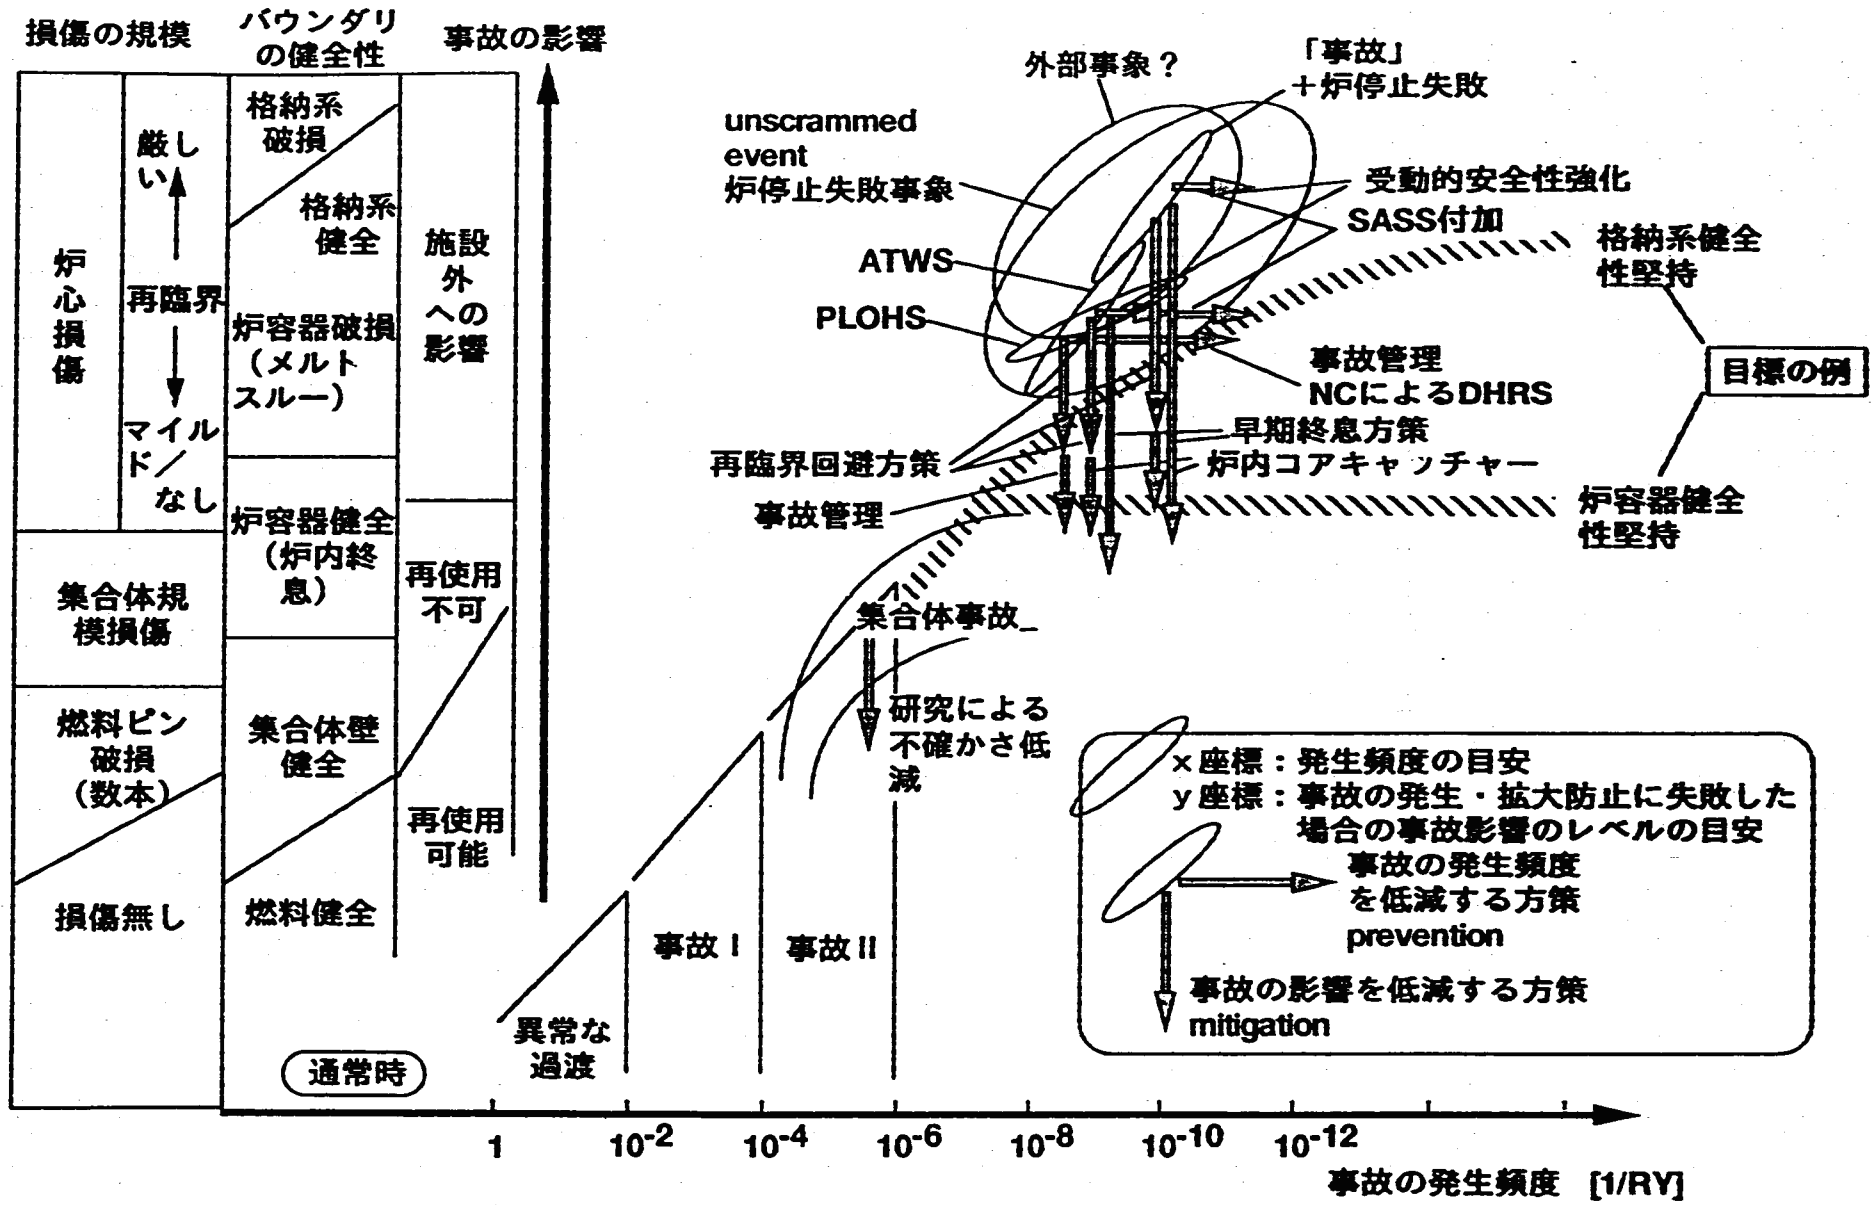 損傷の規模
バウンダリ
の健全性
事故の影響
炉
心
損
傷
厳し
い
再臨界
マイル
ド／
なし
集合体規
模損傷
燃料ピン
破損
（数本）
損傷無し
格納系
破損
格納系
健全
炉容器破損
（メルト
スルー）
炉容器健全
（炉内終
息）
集合体壁
健全
燃料健全
施設
外
への
影響
再使用
不可
再使用
可能
通常時
外部事象？
「事故」
＋炉停止失敗
unscrammed
event
炉停止失敗事象
ATWS
PLOHS
受動的安全性強化
SASS付加
格納系健全
性堅持
目標の例
事故管理
NCによるDHRS
早期終息方策
炉内コアキャッチャー
再臨界回避方策
事故管理
炉容器健全
性堅持
集合体事故
研究による
不確かさ低
減
異常な
過渡
事故Ⅰ
事故Ⅱ
x座標：発生頻度の目安
y座標：事故の発生・拡大防止に失敗した
場合の事故影響のレベルの目安
事故の発生頻度
を低減する方策
prevention
事故の影響を低減する方策
mitigation
1 10-2 10-4 10-6 10-8 10-10 10-12
事故の発生頻度 [1/RY]